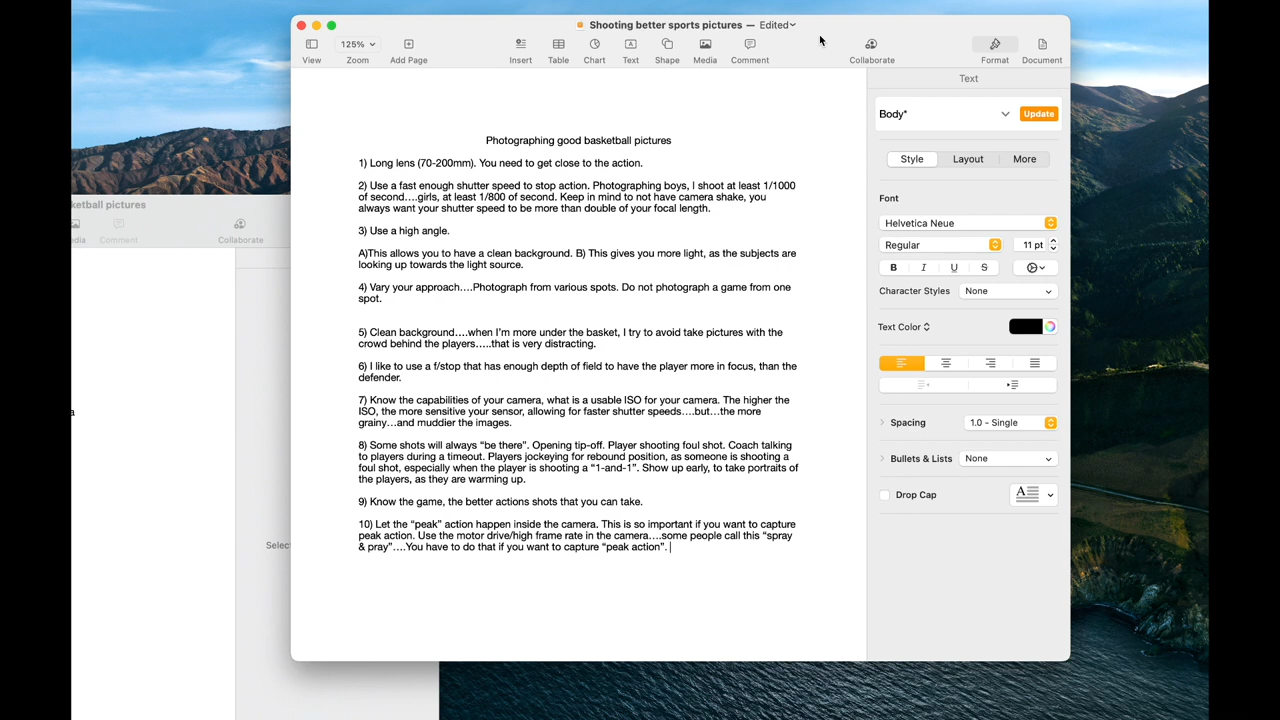 Shooting better sports pictures — Edited
View
125%
Zoom
Add Page
Insert
Table
Chart
Text
Shape
Media
Comment
Collaborate
Format
Document
Text
Body*
Update
Style
Layout
More
Font
Helvetica Neue
Regular
11 pt
B I U S
Character Styles
None
Text Color
Spacing
1.0 - Single
Bullets & Lists
None
Drop Cap
A
Photographing good basketball pictures
1) Long lens (70-200mm). You need to get close to the action.
2) Use a fast enough shutter speed to stop action. Photographing boys, I shoot at least 1/1000
of second….girls, at least 1/800 of second. Keep in mind to not have camera shake, you
always want your shutter speed to be more than double of your focal length.
3) Use a high angle.
A)This allows you to have a clean background. B) This gives you more light, as the subjects are
looking up towards the light source.
4) Vary your approach….Photograph from various spots. Do not photograph a game from one
spot.
5) Clean background….when I’m more under the basket, I try to avoid take pictures with the
crowd behind the players…..that is very distracting.
6) I like to use a f/stop that has enough depth of field to have the player more in focus, than the
defender.
7) Know the capabilities of your camera, what is a usable ISO for your camera. The higher the
ISO, the more sensitive your sensor, allowing for faster shutter speeds….but…the more
grainy…and muddier the images.
8) Some shots will always “be there”. Opening tip-off. Player shooting foul shot. Coach talking
to players during a timeout. Players jockeying for rebound position, as someone is shooting a
foul shot, especially when the player is shooting a “1-and-1”. Show up early, to take portraits of
the players, as they are warming up.
9) Know the game, the better actions shots that you can take.
10) Let the “peak” action happen inside the camera. This is so important if you want to capture
peak action. Use the motor drive/high frame rate in the camera….some people call this “spray
& pray”….You have to do that if you want to capture “peak action”.
ketball pictures
edia
Comment
Collaborate
a
Select